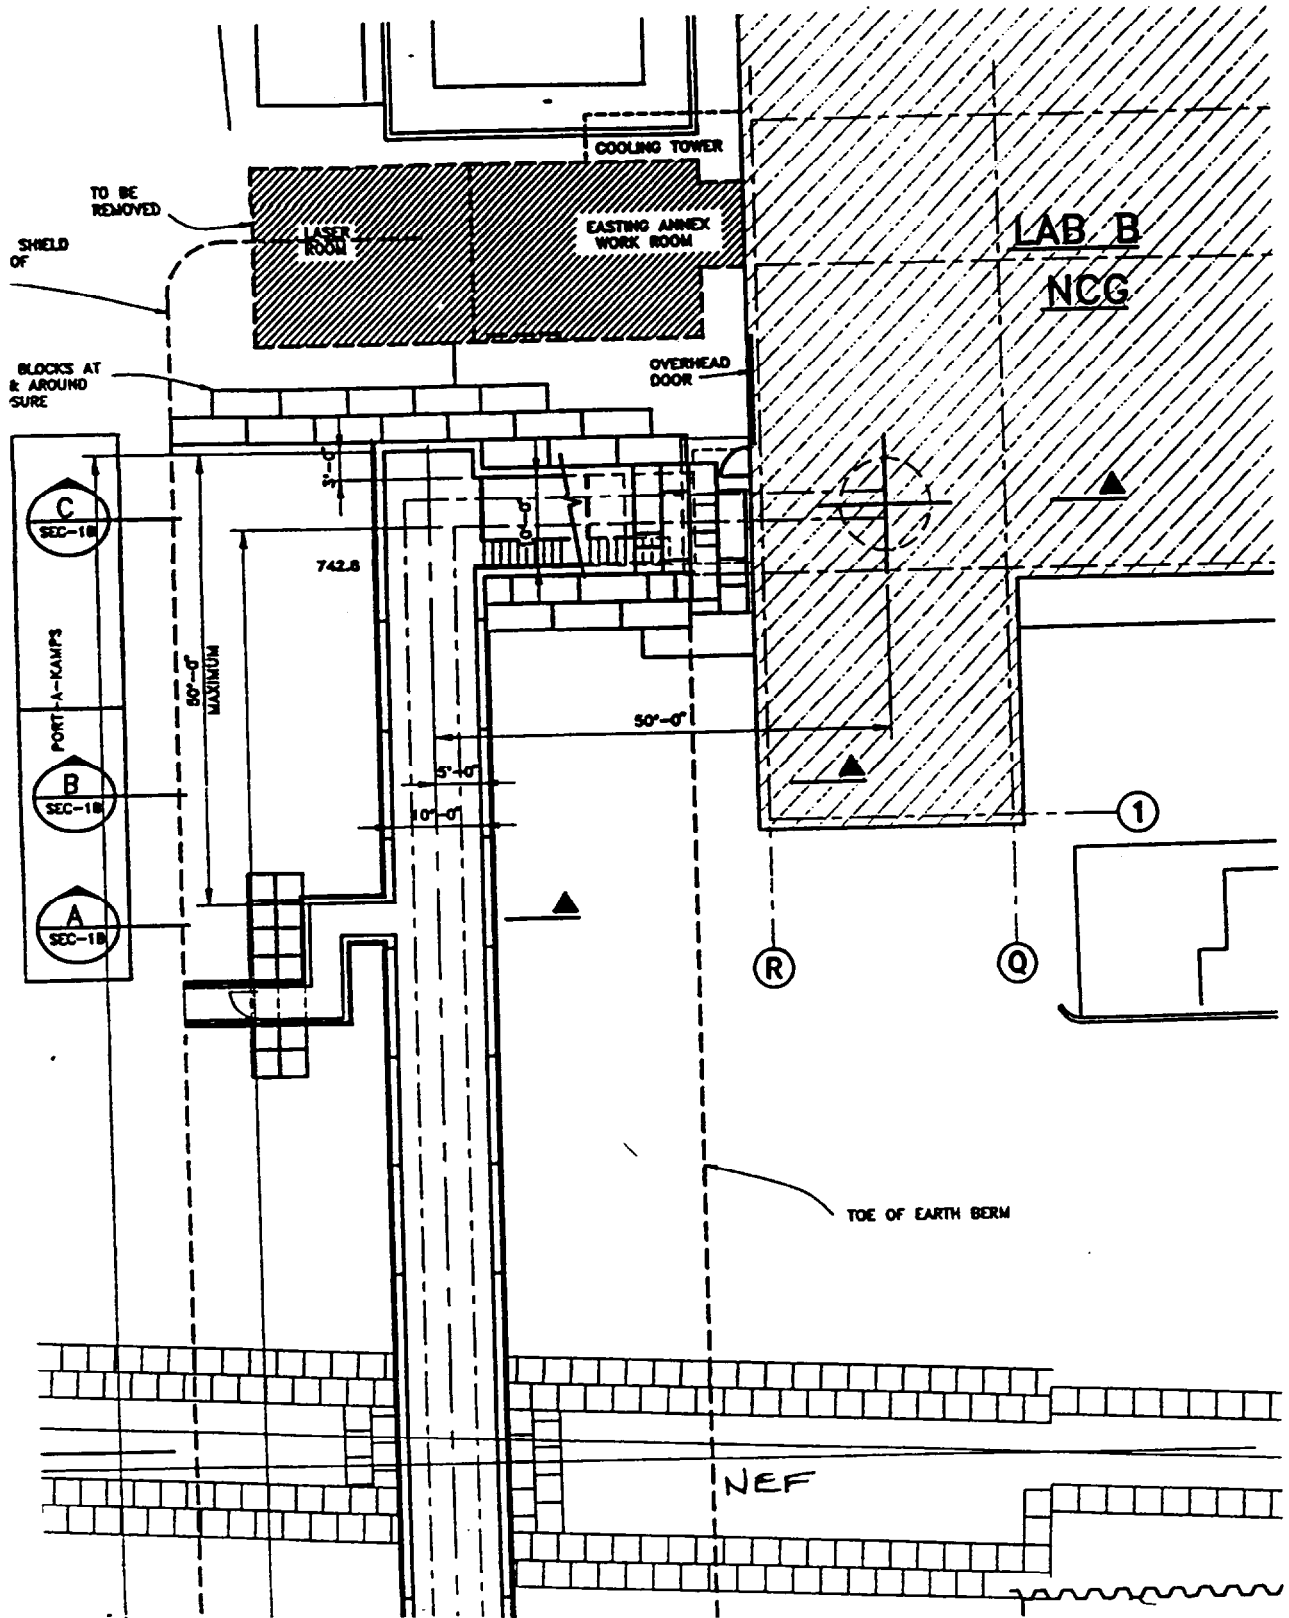 COOLING TOWER
TO BE
REMOVED
LASER
ROOM
EASTING ANNEX
WORK ROOM
LAB B
NCG
SHIELD
OF
BLOCKS AT
& AROUND
SURE
OVERHEAD
DOOR
C
SEC-1B
742.8
PORT-A-KAMPS
50'-0"
MAXIMUM
50'-0"
B
SEC-1B
5'-0"
10'-0"
1
A
SEC-1B
R
Q
TOE OF EARTH BERM
NEF